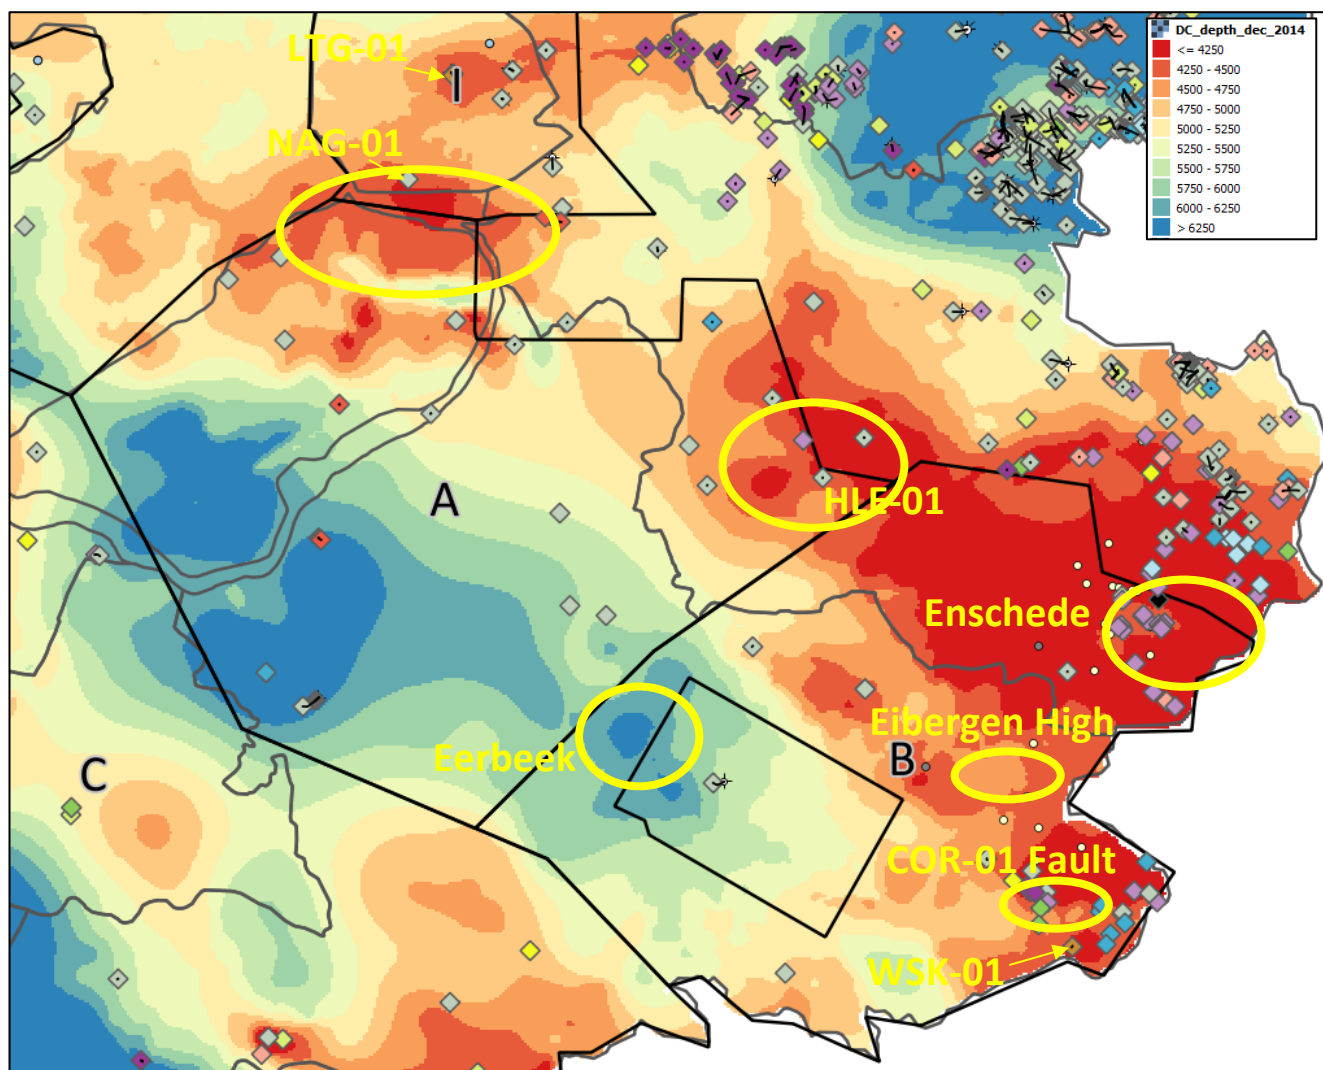 LTG-01
I
NAG-01
DC_depth_dec_2014
<= 4250
4250 - 4500
4500 - 4750
4750 - 5000
5000 - 5250
5250 - 5500
5500 - 5750
5750 - 6000
6000 - 6250
> 6250
A
HLE-01
Enschede
Eibergen High
Eerbeek
B
C
COR-01 Fault
WSK-01